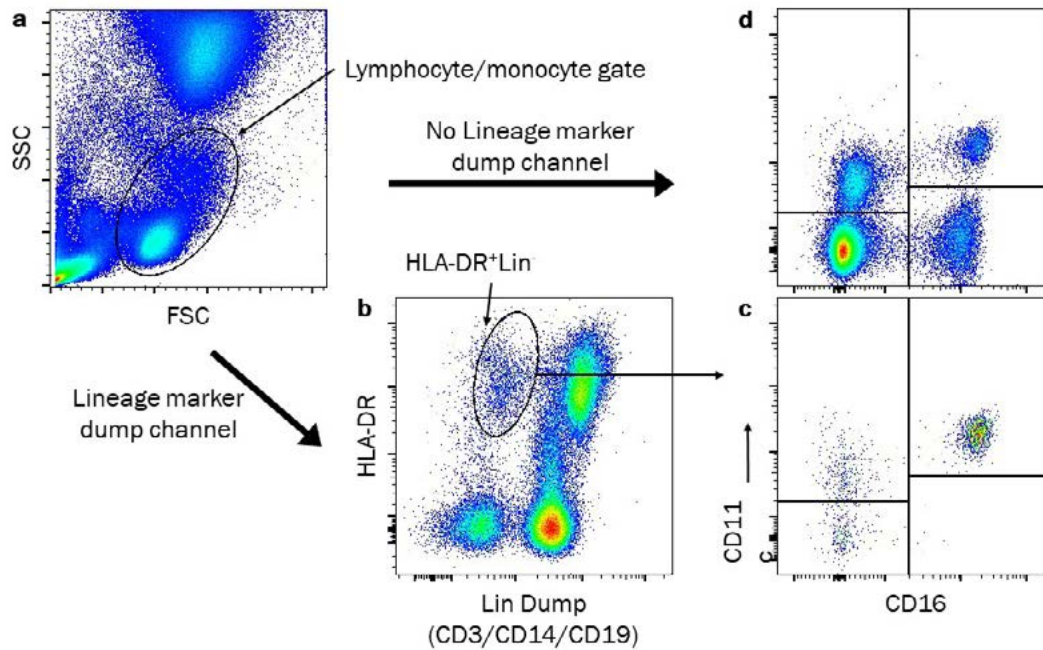 a
SSC
FSC
Lymphocyte/monocyte gate
No Lineage marker
dump channel
d
HLA-DR⁺Lin⁻
Lineage marker
dump channel
b
HLA-DR
Lin Dump
(CD3/CD14/CD19)
c
CD11
c
CD16